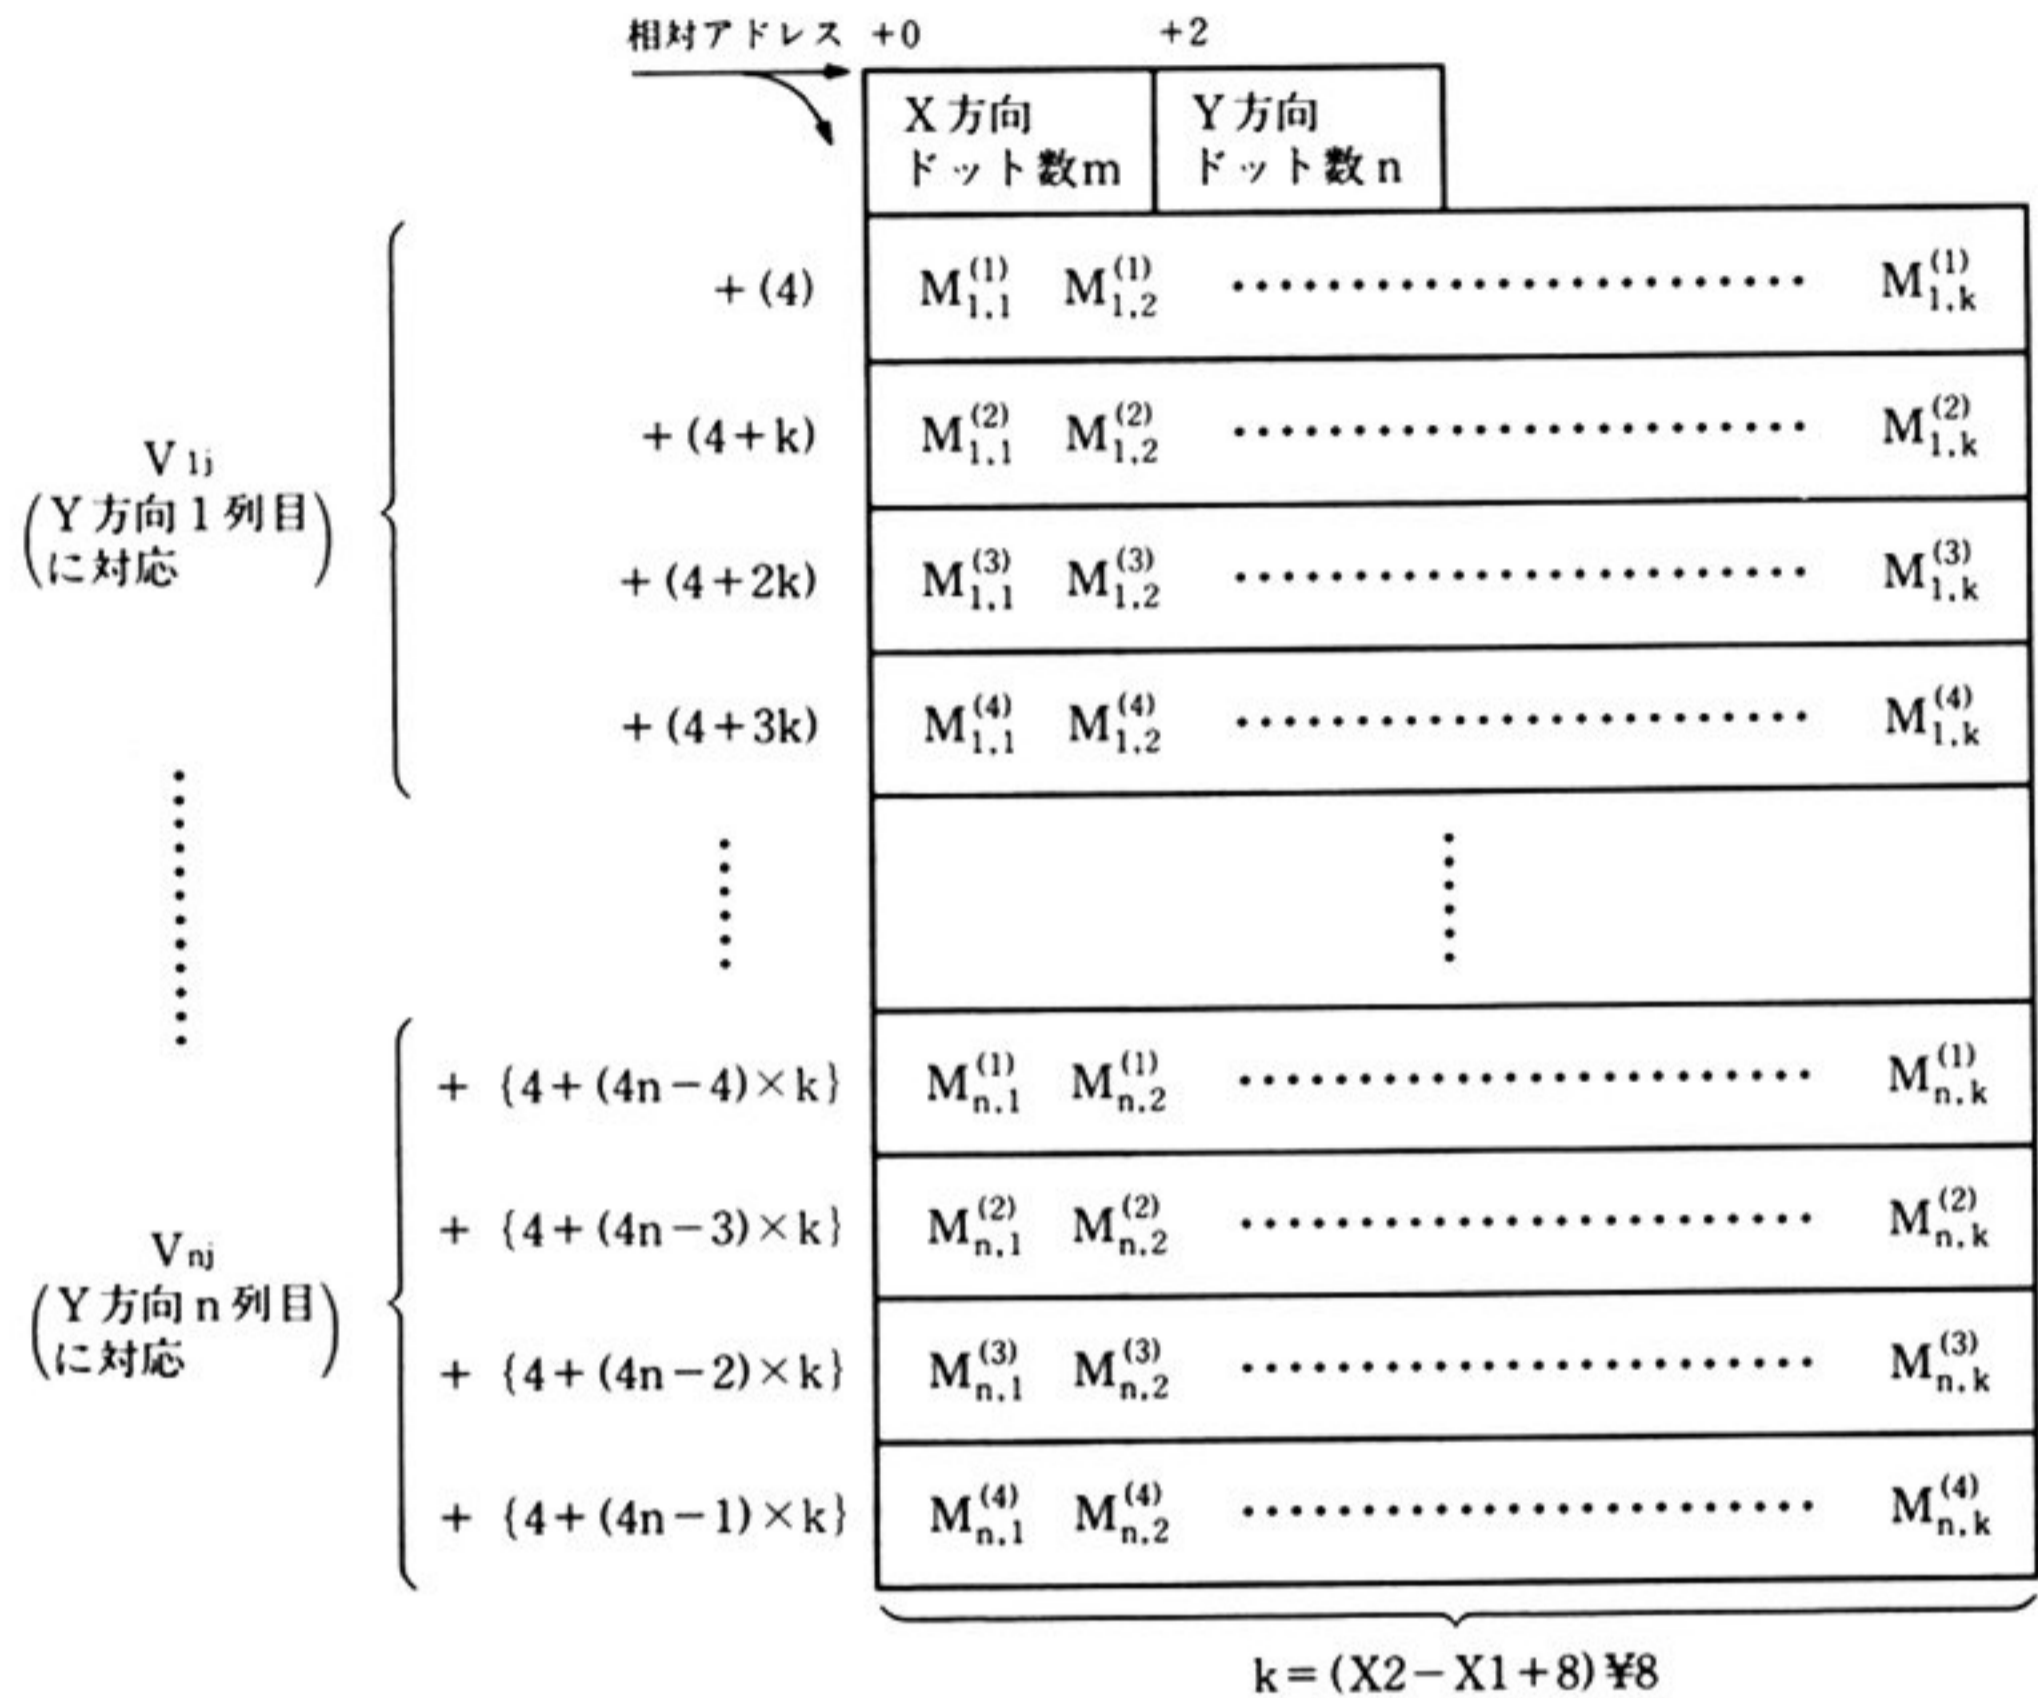 相対アドレス +0 +2
X方向 Y方向
ドット数m ドット数n
+(4) M(1)1,1 M(1)1,2 ························ M(1)1,k
+(4+k) M(2)1,1 M(2)1,2 ························ M(2)1,k
V1j
(Y方向1列目
に対応)
+(4+2k) M(3)1,1 M(3)1,2 ························ M(3)1,k
+(4+3k) M(4)1,1 M(4)1,2 ························ M(4)1,k
+ {4+(4n−4)×k} M(1)n,1 M(1)n,2 ························ M(1)n,k
+ {4+(4n−3)×k} M(2)n,1 M(2)n,2 ························ M(2)n,k
Vnj
(Y方向n列目
に対応)
+ {4+(4n−2)×k} M(3)n,1 M(3)n,2 ························ M(3)n,k
+ {4+(4n−1)×k} M(4)n,1 M(4)n,2 ························ M(4)n,k
k=(X2−X1+8)¥8